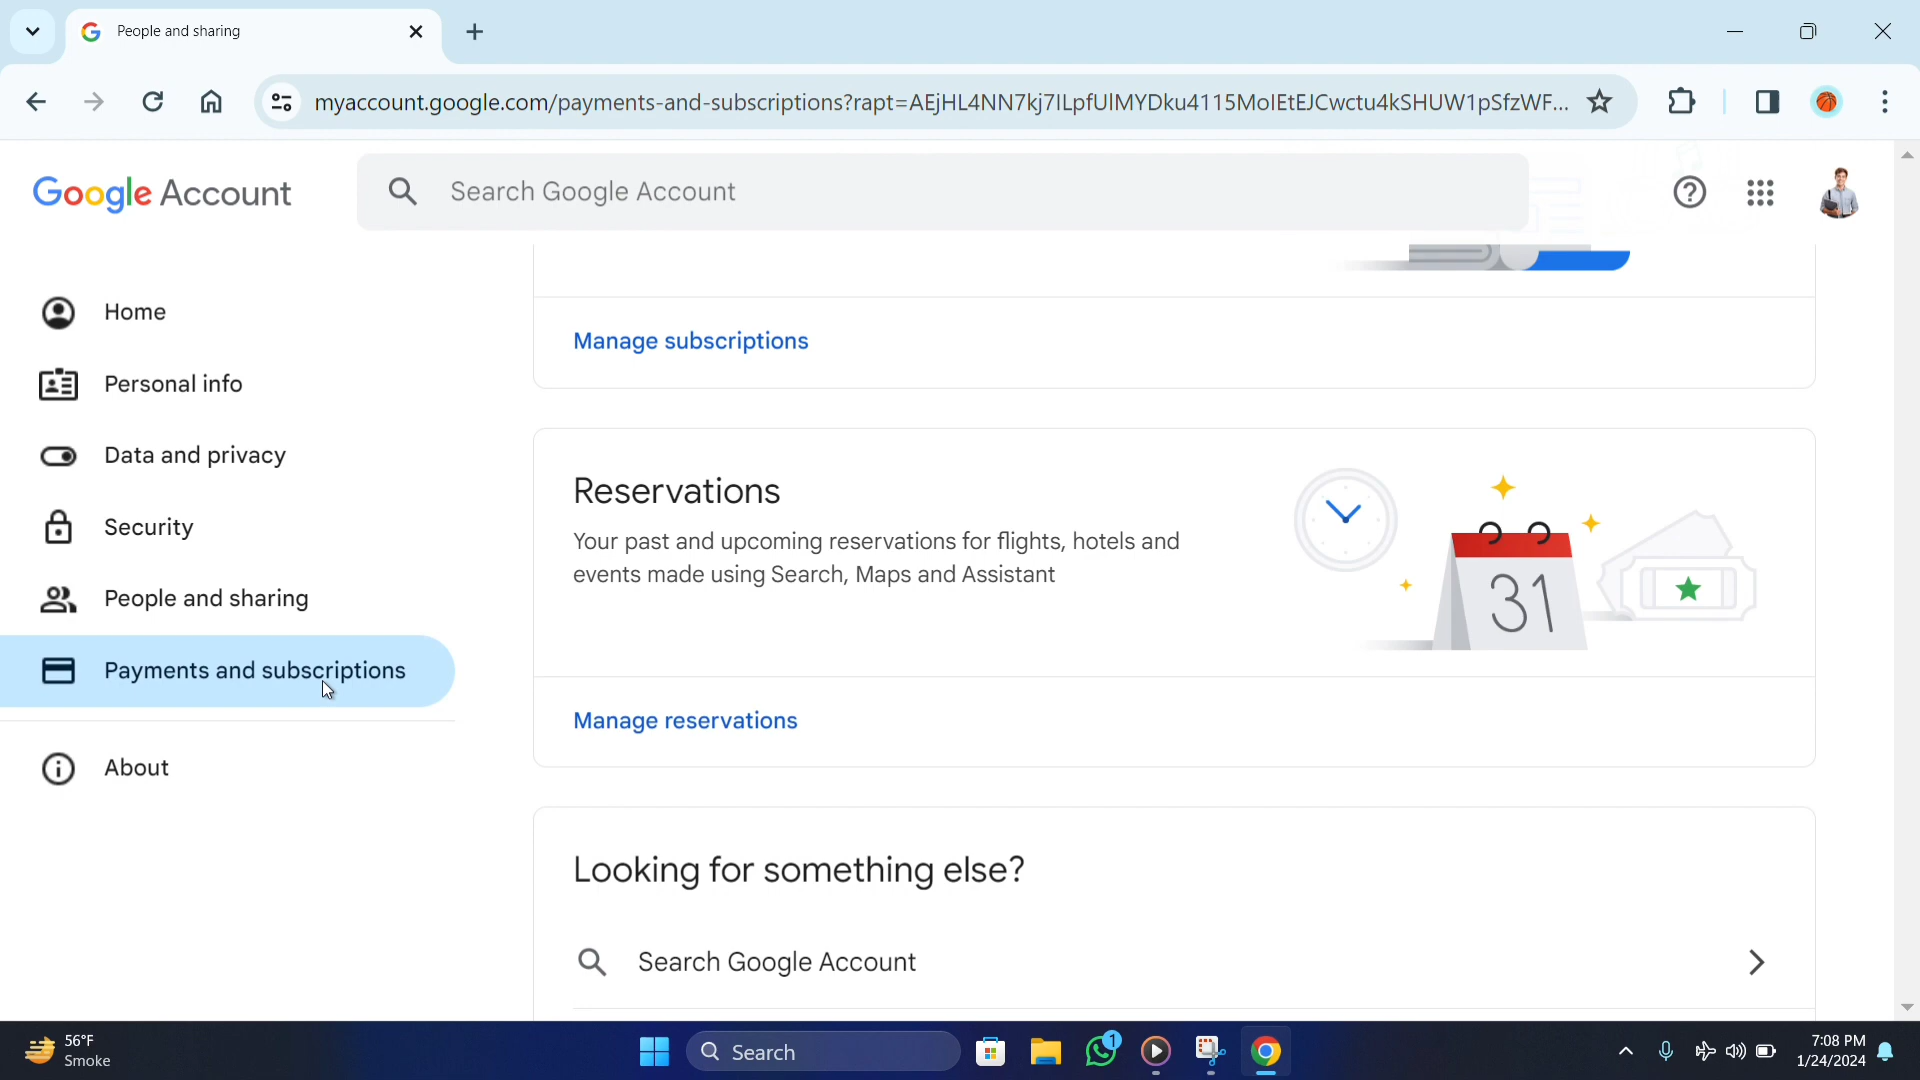 People and sharing
myaccount.google.com/payments-and-subscriptions?rapt=AEjHL4NN7kj7ILpfUlMYDku4115MoIEtEJCwctu4kSHUW1pSfzWF...
Google Account
Search Google Account
Home
Personal info
Data and privacy
Security
People and sharing
Payments and subscriptions
About
Manage subscriptions
Reservations
Your past and upcoming reservations for flights, hotels and
events made using Search, Maps and Assistant
31
Manage reservations
Looking for something else?
Search Google Account
56°F
Smoke
Search
1
7:08 PM
1/24/2024